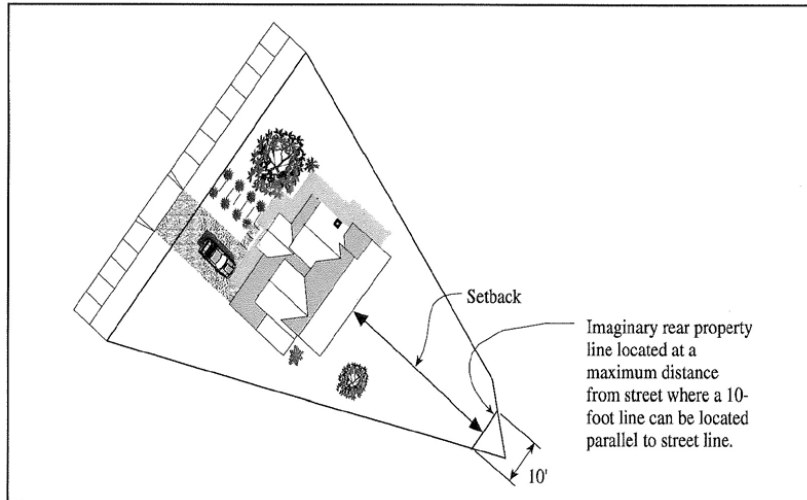 Setback
Imaginary rear property
line located at a
maximum distance
from street where a 10-
foot line can be located
parallel to street line.
10'